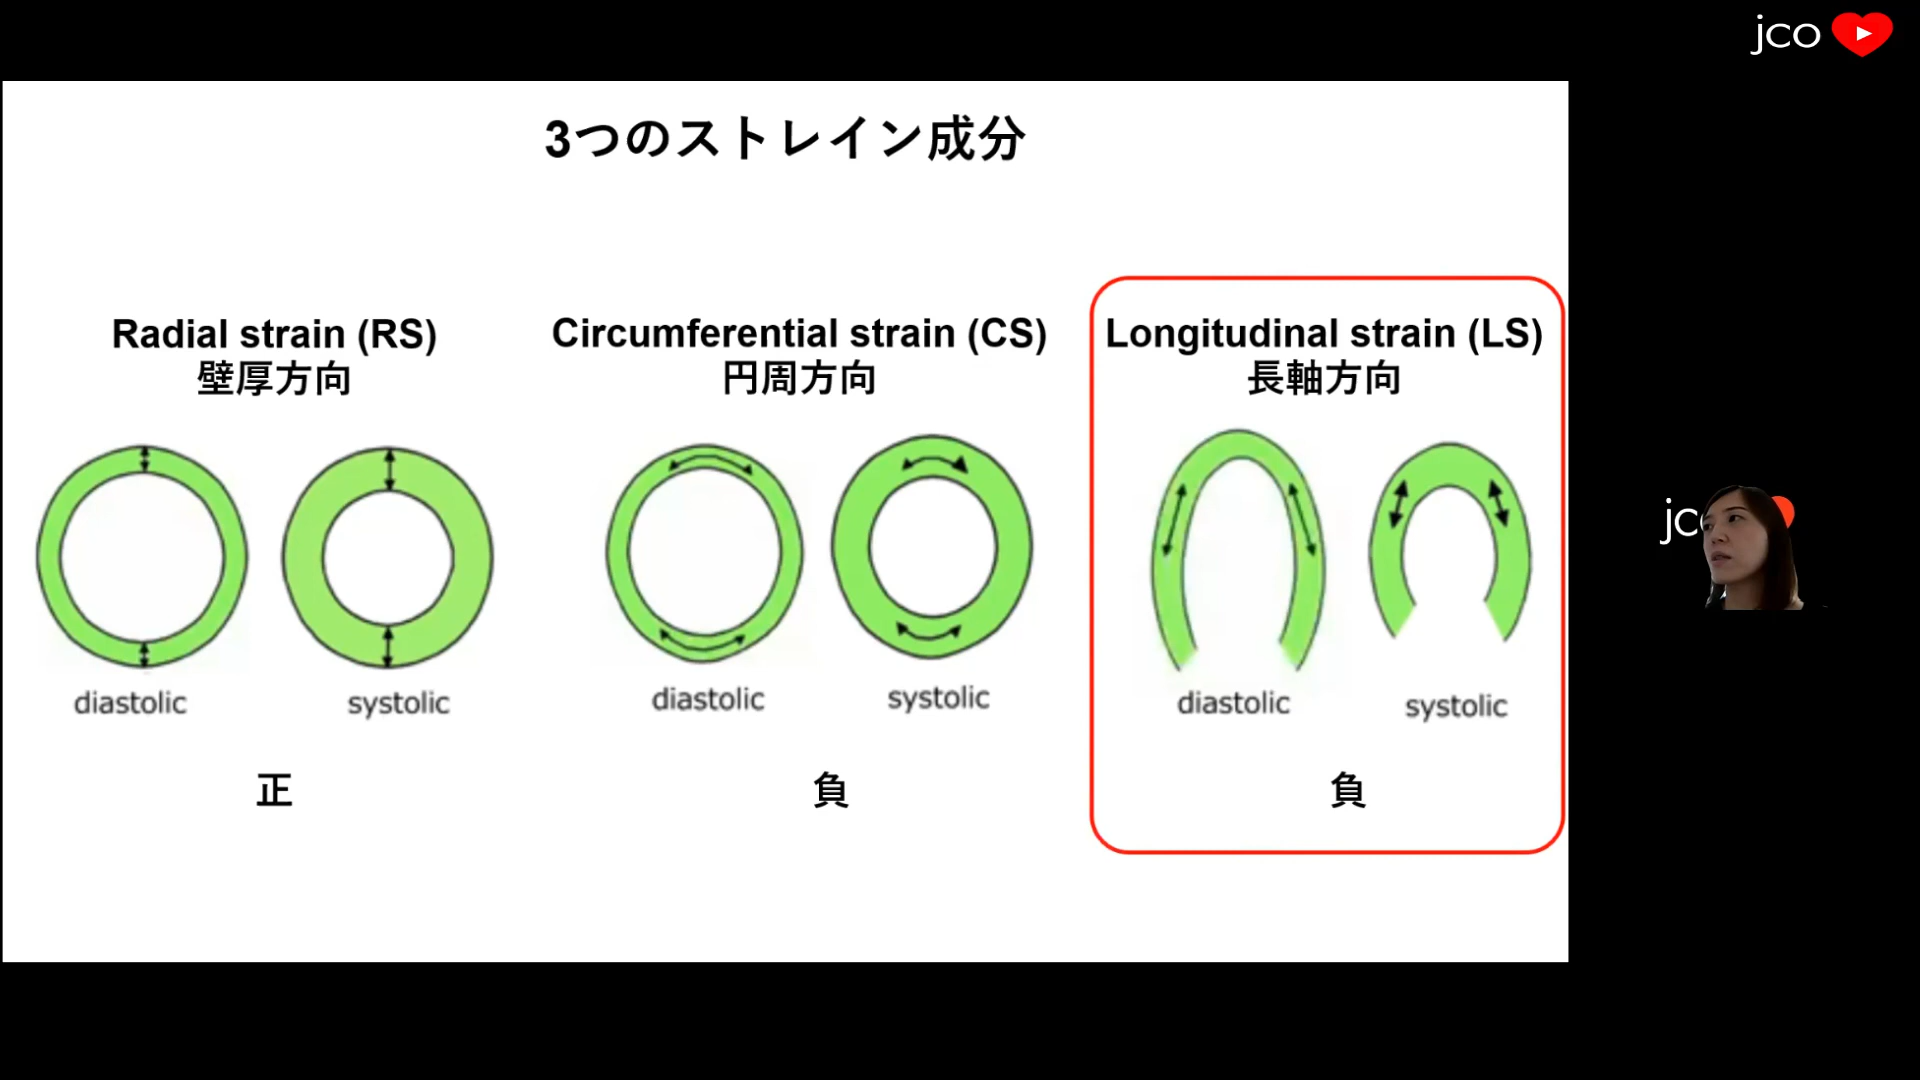 jco
3つのストレイン成分
Radial strain (RS)
壁厚方向
Circumferential strain (CS)
円周方向
Longitudinal strain (LS)
長軸方向
diastolic
systolic
diastolic
systolic
diastolic
systolic
正
負
負
jc